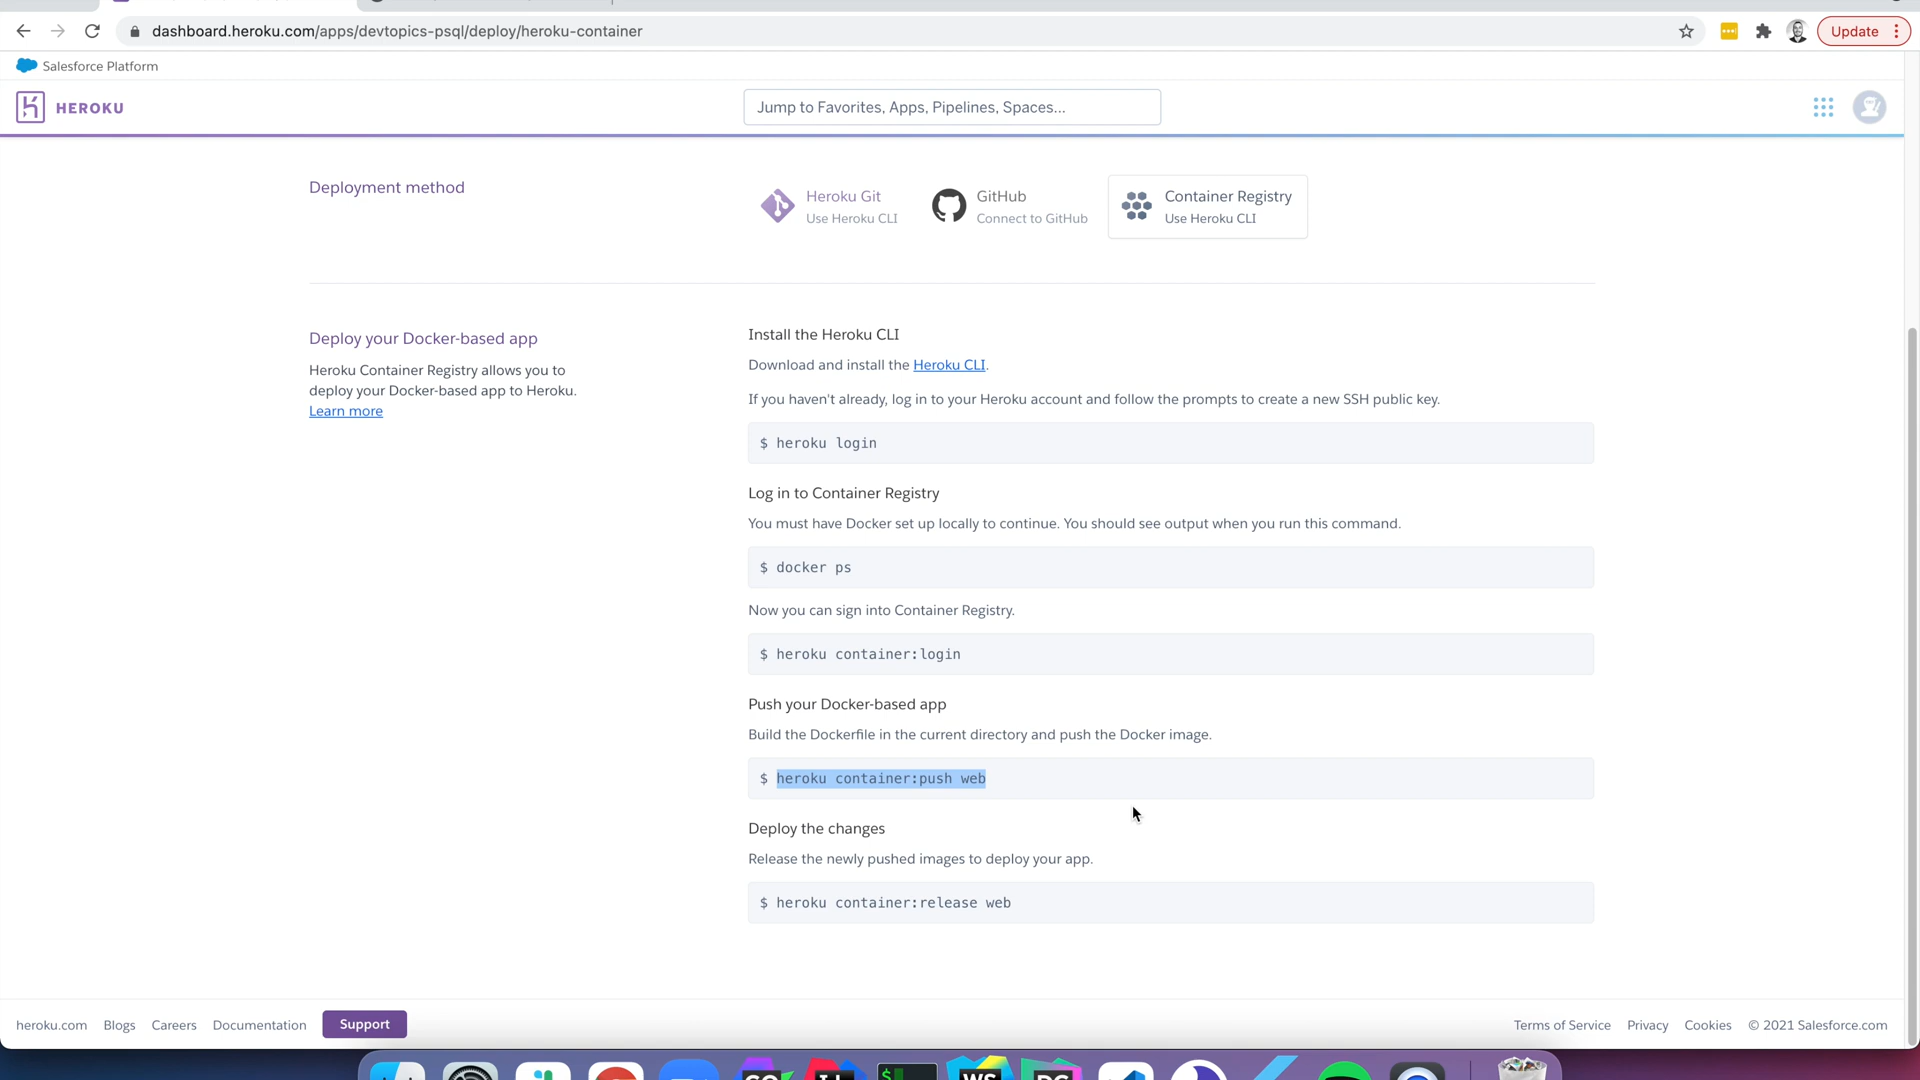 dashboard.heroku.com/apps/devtopics-psql/deploy/heroku-container
Update
Salesforce Platform
HEROKU
Jump to Favorites, Apps, Pipelines, Spaces...
Deployment method
Heroku Git
Use Heroku CLI
GitHub
Connect to GitHub
Container Registry
Use Heroku CLI
Deploy your Docker-based app
Heroku Container Registry allows you to
deploy your Docker-based app to Heroku.
Learn more
Install the Heroku CLI
Download and install the Heroku CLI.
If you haven't already, log in to your Heroku account and follow the prompts to create a new SSH public key.
$ heroku login
Log in to Container Registry
You must have Docker set up locally to continue. You should see output when you run this command.
$ docker ps
Now you can sign into Container Registry.
$ heroku container:login
Push your Docker-based app
Build the Dockerfile in the current directory and push the Docker image.
$ heroku container:push web
Deploy the changes
Release the newly pushed images to deploy your app.
$ heroku container:release web
heroku.com Blogs Careers Documentation Support
Terms of Service Privacy Cookies © 2021 Salesforce.com